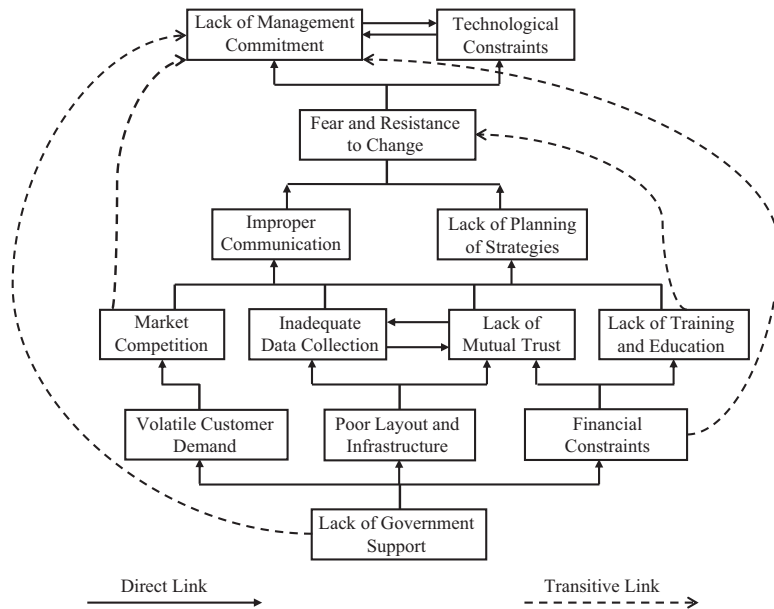 Lack of Management
Commitment
Technological
Constraints
Fear and Resistance
to Change
Improper
Communication
Lack of Planning
of Strategies
Market
Competition
Inadequate
Data Collection
Lack of
Mutual Trust
Lack of Training
and Education
Volatile Customer
Demand
Poor Layout and
Infrastructure
Financial
Constraints
Lack of Government
Support
Direct Link
Transitive Link